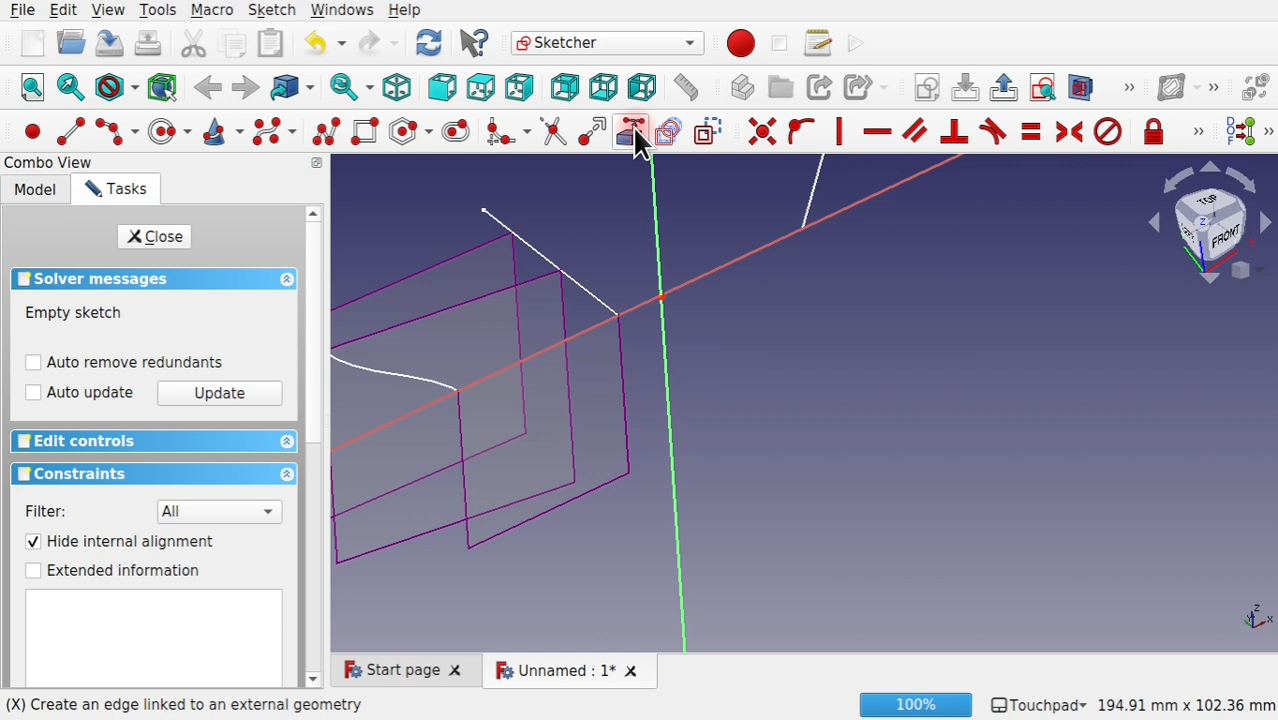 File Edit View Tools Macro Sketch Windows Help
Sketcher
Combo View
Model Tasks
Close
Solver messages
Empty sketch
Auto remove redundants
Auto update Update
Edit controls
Constraints
Filter: All
Hide internal alignment
Extended information
TOP
FRONT
Z
X
Z
X
Start page Unnamed : 1*
(X) Create an edge linked to an external geometry 100% Touchpad 194.91 mm x 102.36 mm